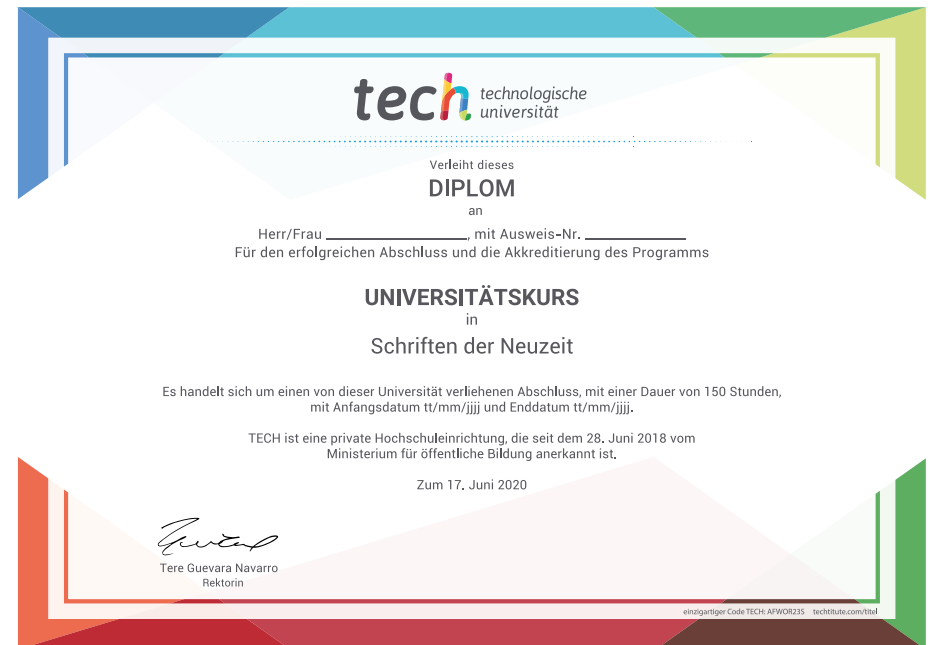 tech technologische
universität
Verleiht dieses
DIPLOM
an
Herr/Frau ____________, mit Ausweis-Nr. ____________
Für den erfolgreichen Abschluss und die Akkreditierung des Programms
UNIVERSITÄTSKURS
in
Schriften der Neuzeit
Es handelt sich um einen von dieser Universität verliehenen Abschluss, mit einer Dauer von 150 Stunden,
mit Anfangsdatum tt/mm/jjjj und Enddatum tt/mm/jjjj.
TECH ist eine private Hochschuleinrichtung, die seit dem 28. Juni 2018 vom
Ministerium für öffentliche Bildung anerkannt ist.
Zum 17. Juni 2020
Tere Guevara Navarro
Rektorin
einzigartiger Code TECH: AFWOR23S techtitute.com/titel